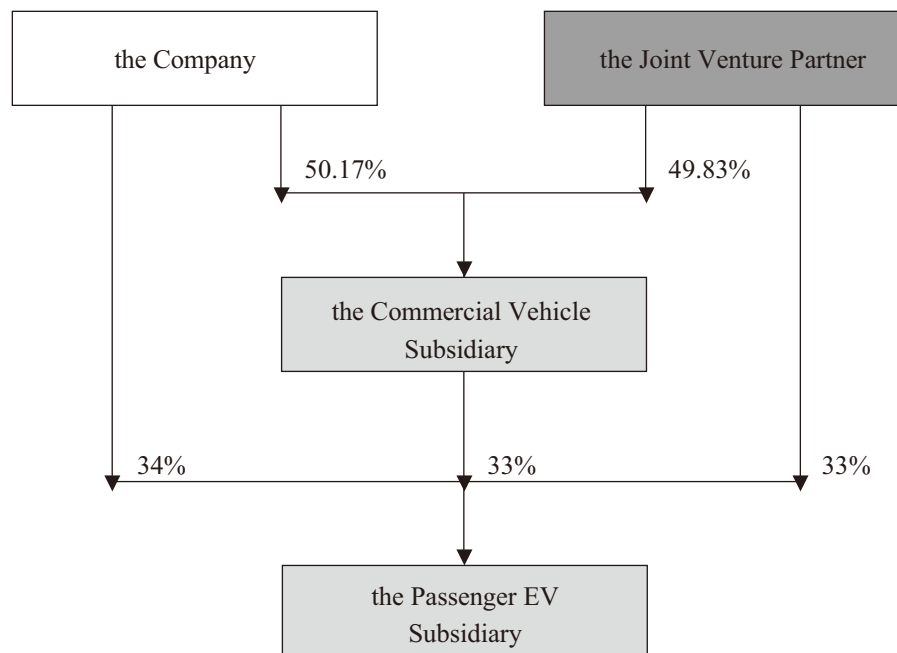 the Company
the Joint Venture Partner
50.17%
49.83%
the Commercial Vehicle
Subsidiary
34%
33%
33%
the Passenger EV
Subsidiary